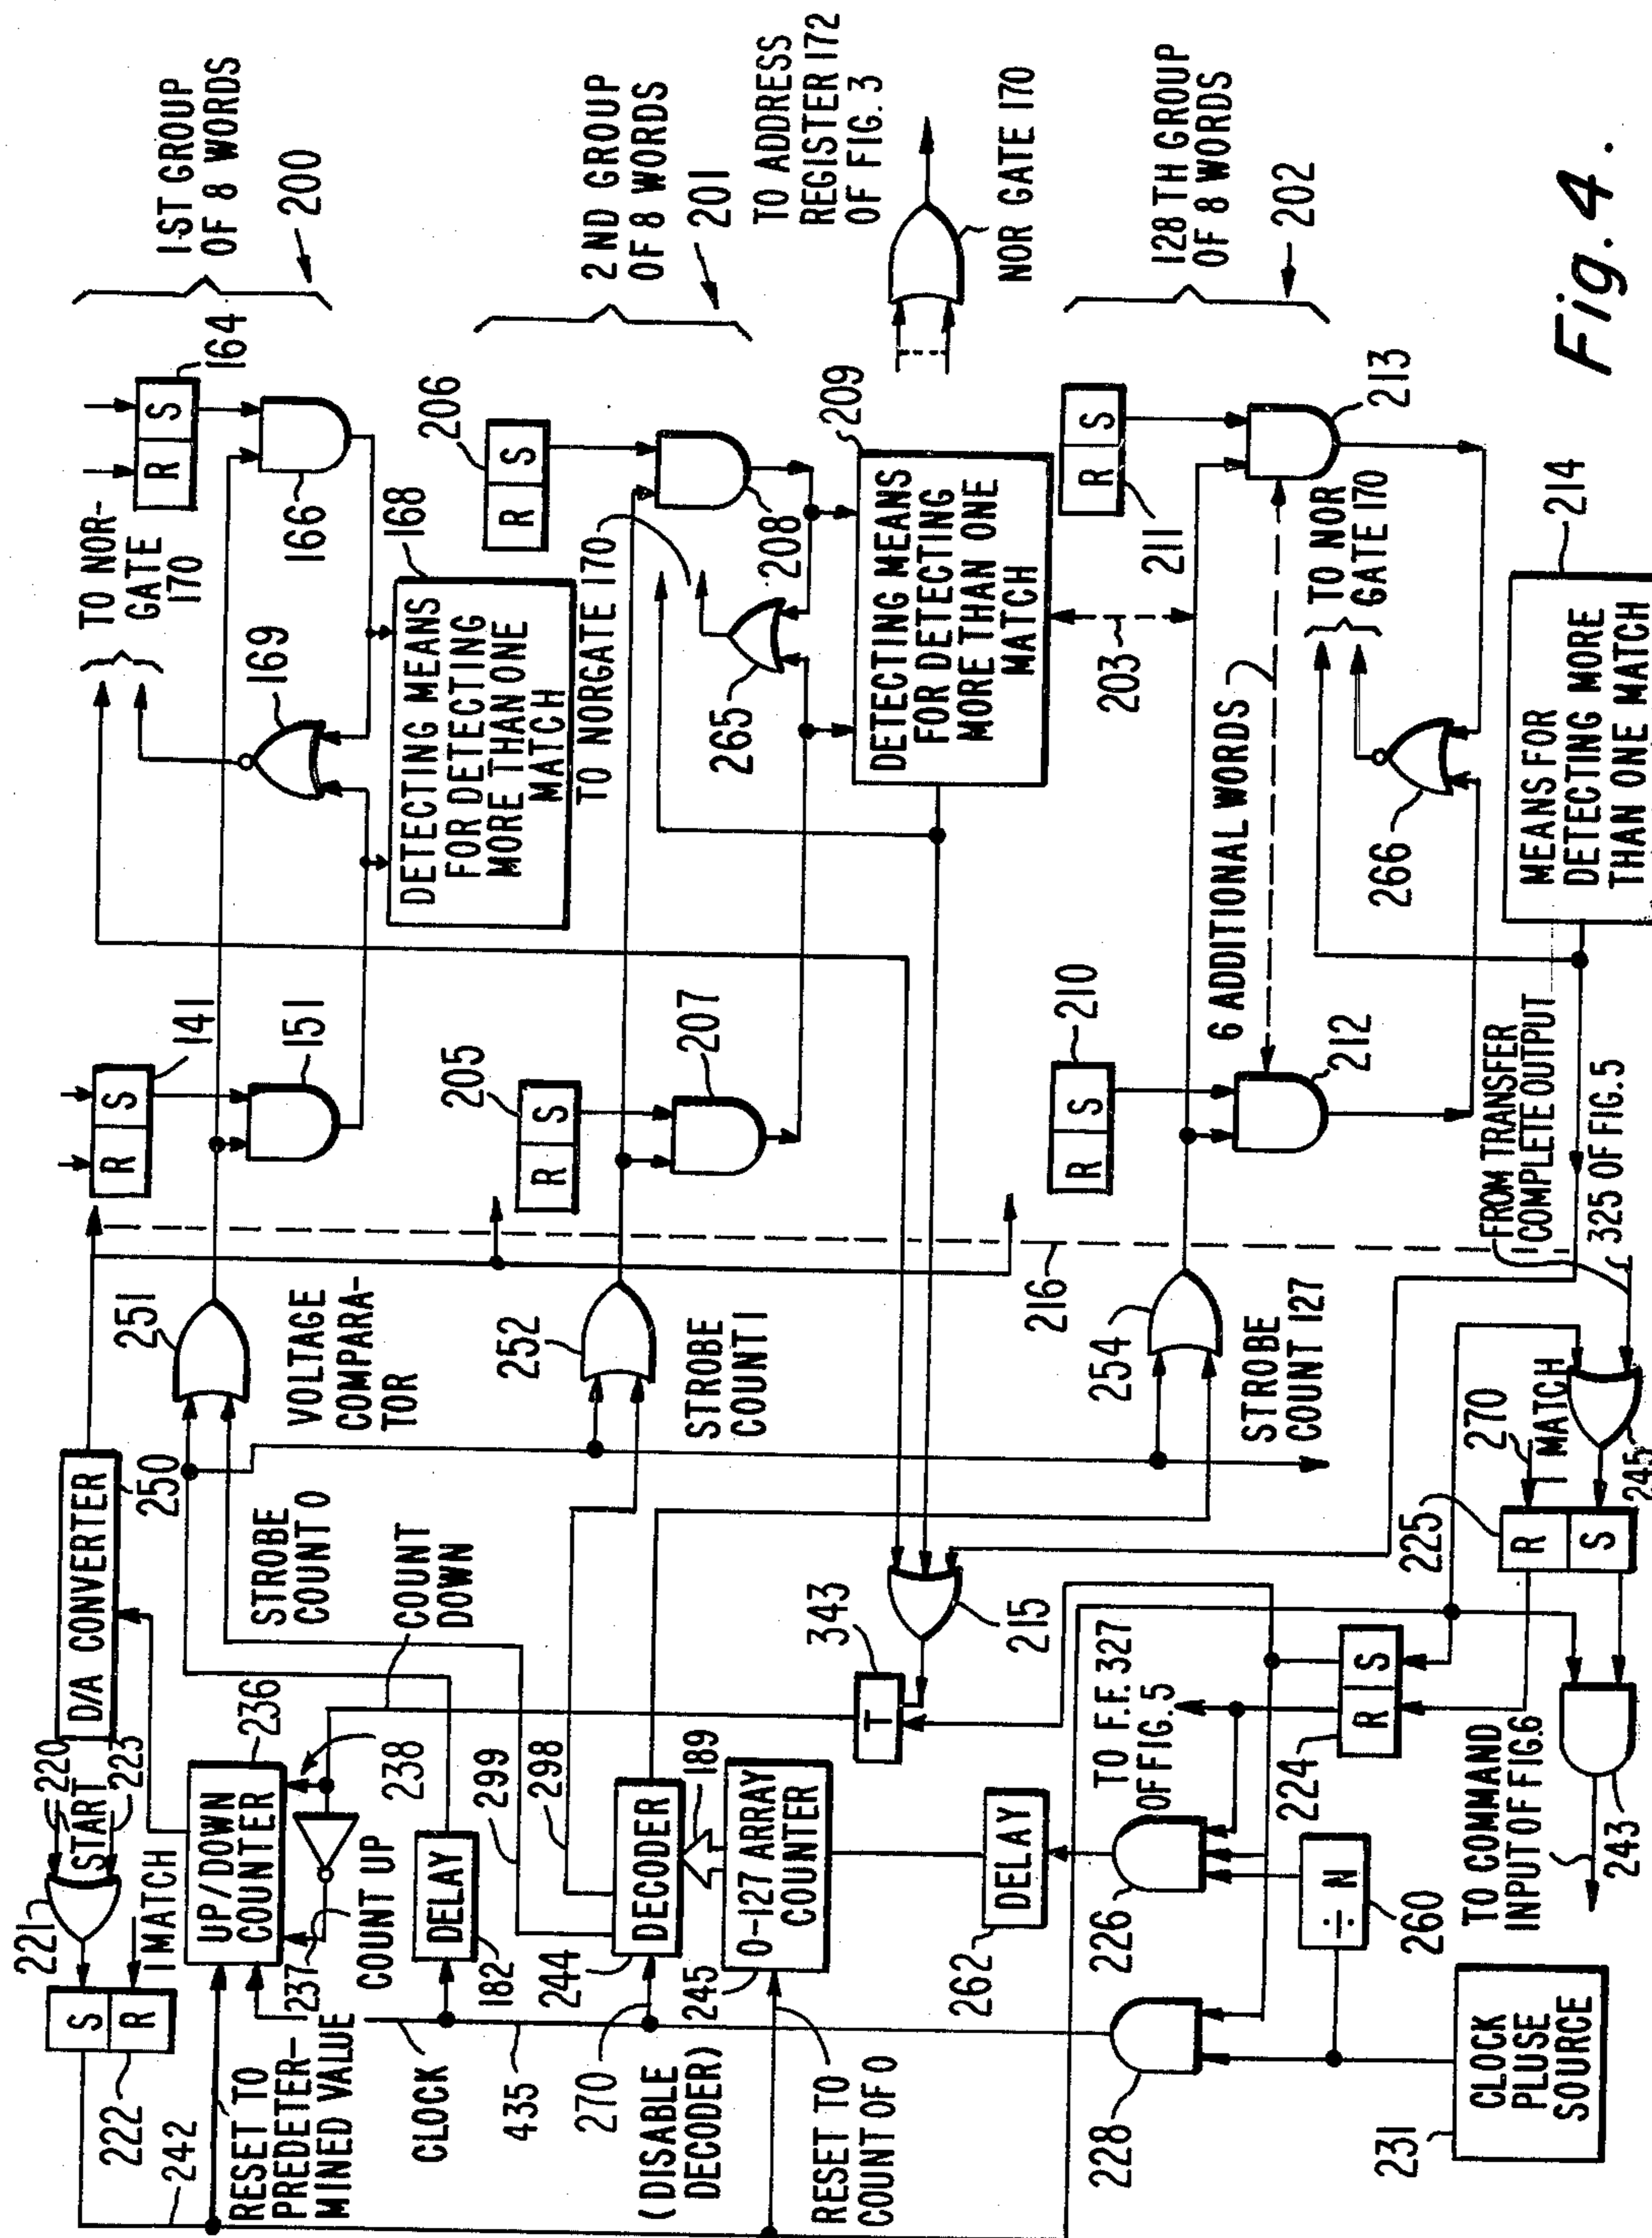 1ST GROUP
OF 8 WORDS
200
TO NOR-
GATE
170
R
S
164
166
169
168
DETECTING MEANS
FOR DETECTING
MORE THAN ONE
MATCH
R
S
141
151
251
VOLTAGE
COMPARA-
TOR
D/A CONVERTER
250
220
START
223
221
S
R
222
1 MATCH
242
RESET TO
PREDETER-
MINED VALUE
UP/DOWN
COUNTER
236
237
238
COUNT UP
COUNT
DOWN
STROBE
COUNT 0
2 ND GROUP
OF 8 WORDS
201
206
R
S
208
TO NORGATE 170
265
209
DETECTING MEANS
FOR DETECTING
MORE THAN ONE
MATCH
205
R
S
207
252
STROBE
COUNT 1
CLOCK
435
DELAY
182
299
298
244
DECODER
189
270
(DISABLE
DECODER)
245
0-127 ARRAY
COUNTER
RESET TO
COUNT OF 0
TO ADDRESS
REGISTER 172
OF FIG. 3
NOR GATE 170
203
343
T
215
128 TH GROUP
OF 8 WORDS
202
R
S
211
213
6 ADDITIONAL WORDS
TO NOR
GATE 170
266
214
MEANS FOR
DETECTING MORE
THAN ONE MATCH
210
R
S
212
216
254
STROBE
COUNT 127
FROM TRANSFER
COMPLETE OUTPUT
325 OF FIG. 5
270
1 MATCH
245
225
R
S
224
R
S
TO F.F. 327
OF FIG. 5
262
DELAY
226
÷ N
260
228
231
CLOCK
PLUSE
SOURCE
TO COMMAND
INPUT OF FIG. 6
243
Fig. 4.